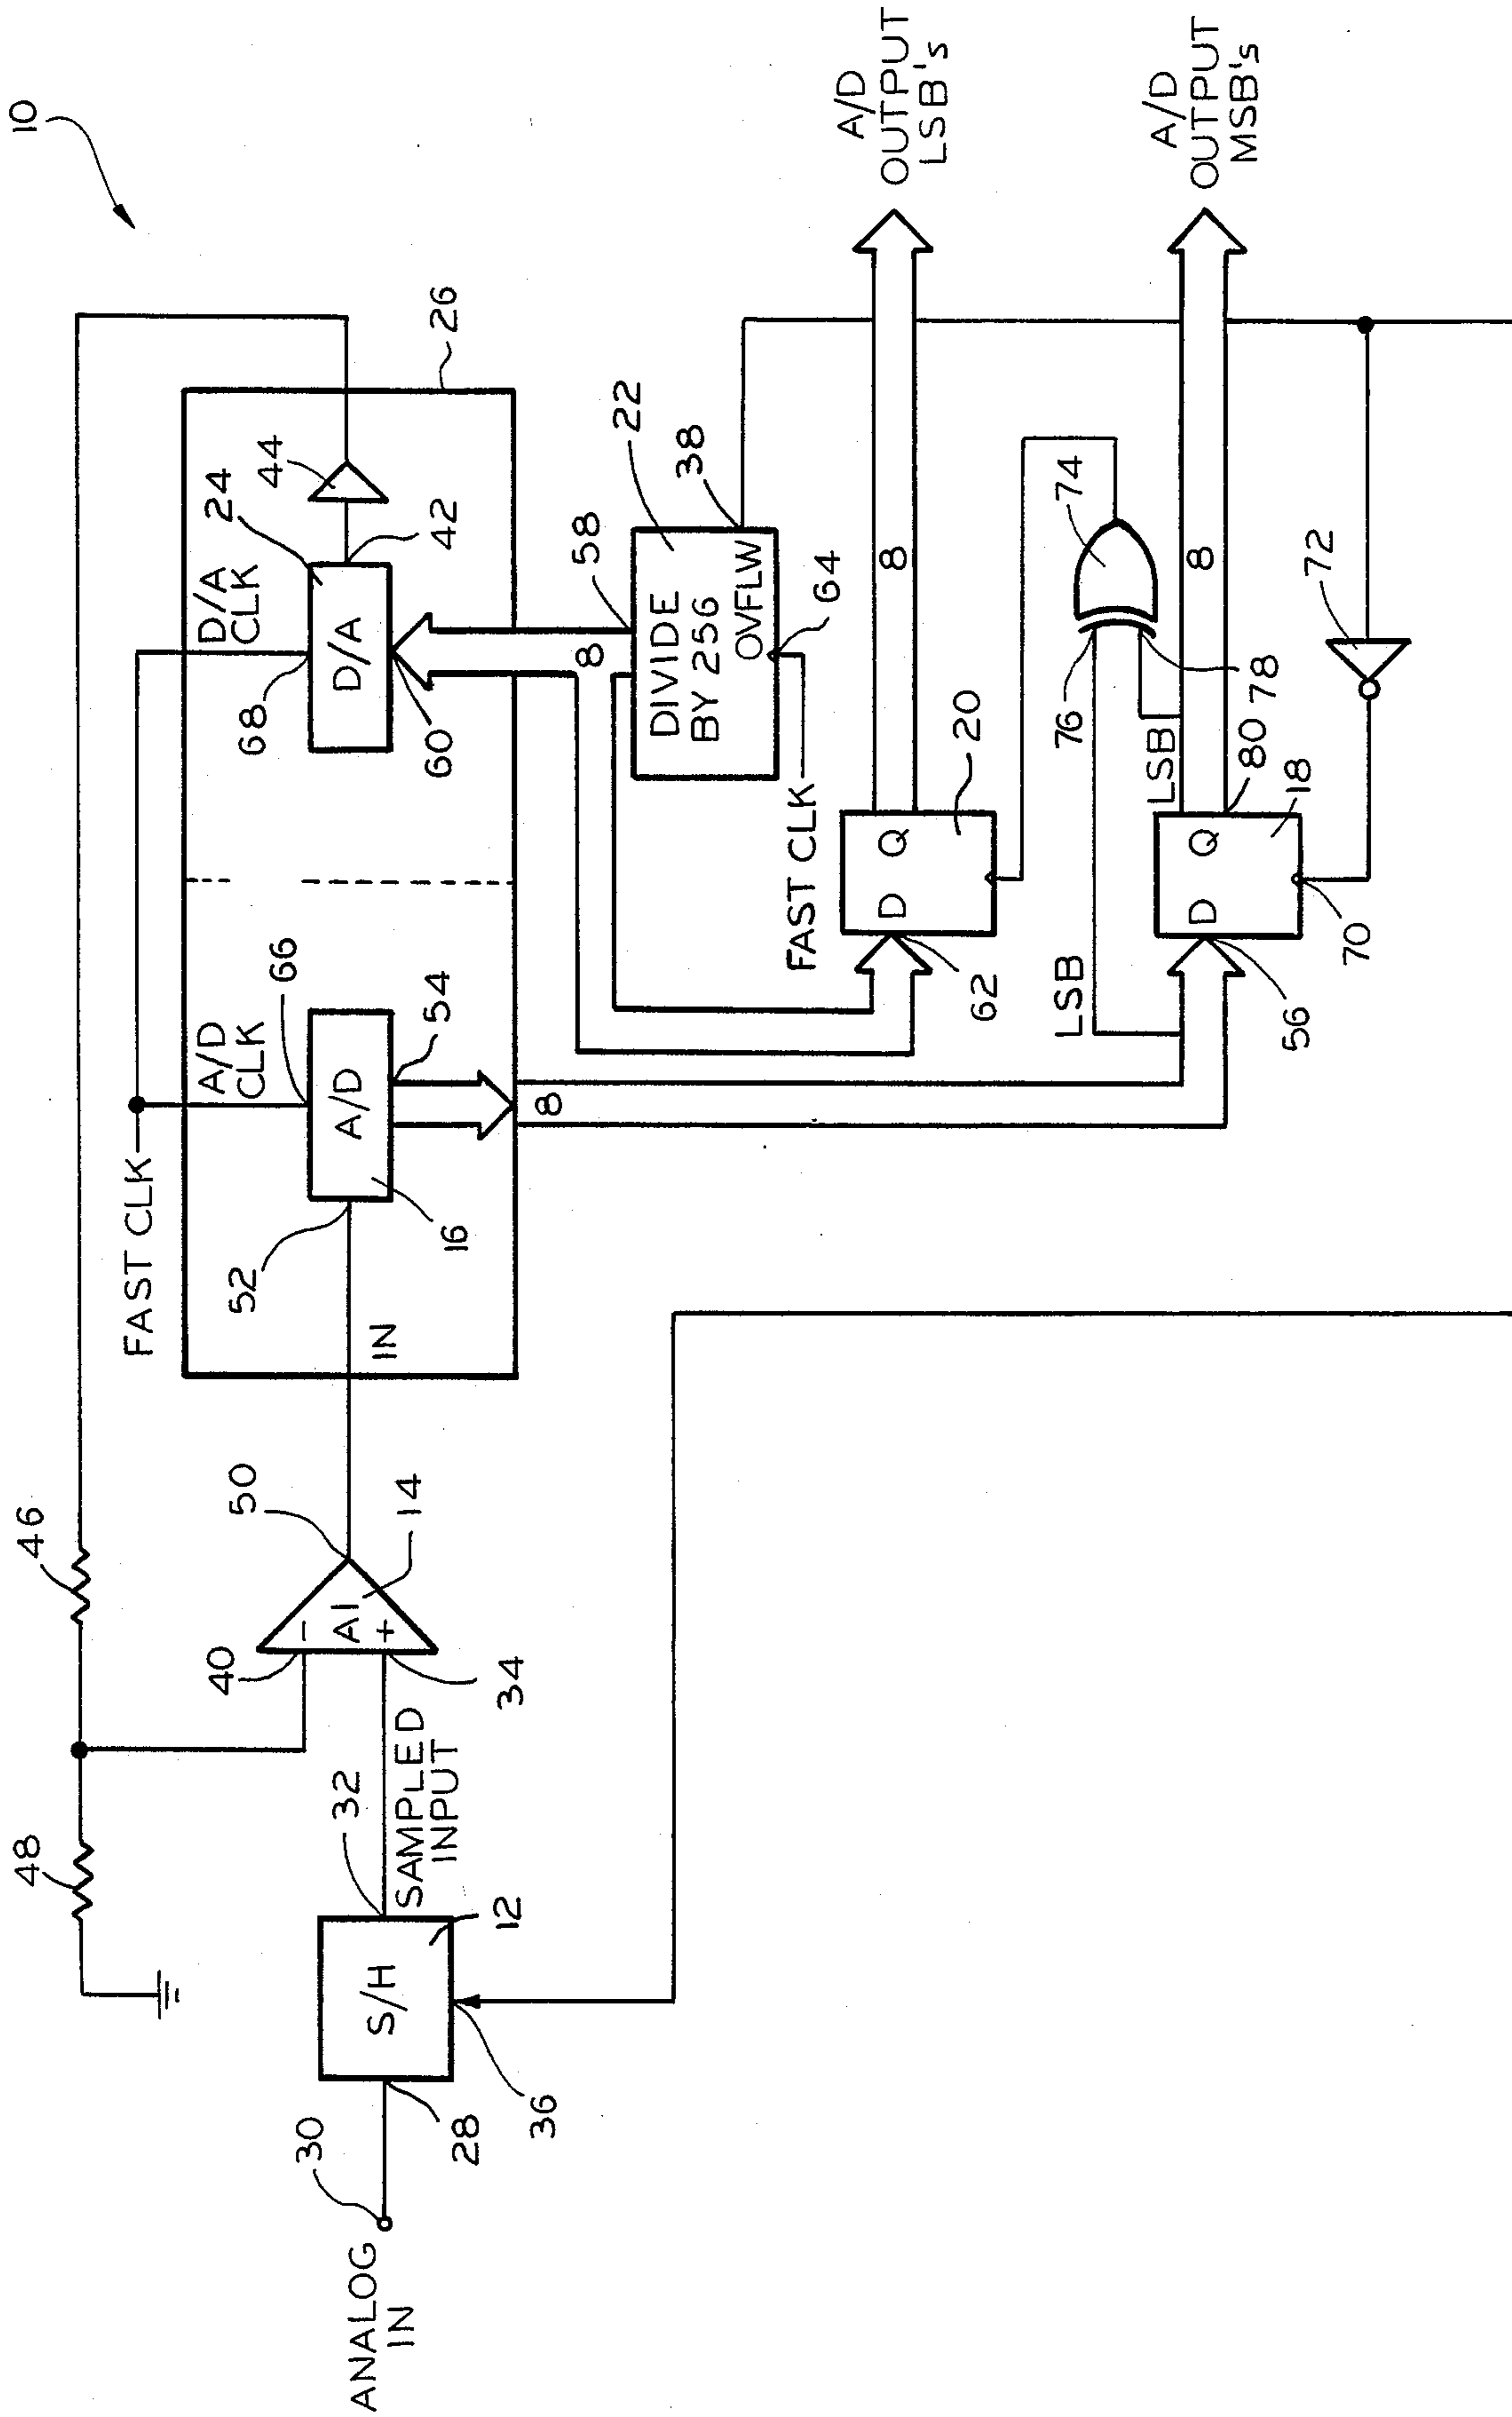 10
46
48
FAST CLK
A/D
CLK
66
D/A
CLK
68
24
44
26
40
50
A1
-
+
14
34
52
IN
A/D
16
54
8
D/A
42
60
ANALOG
IN
30
28
S/H
12
36
32
SAMPLED
INPUT
8
58
22
DIVIDE
BY 256
OVFLW
38
64
FAST CLK
D
Q
20
62
8
A/D
OUTPUT
LSB's
LSB
76
74
78
LSB
D
Q
80
18
56
70
8
A/D
OUTPUT
MSB's
72